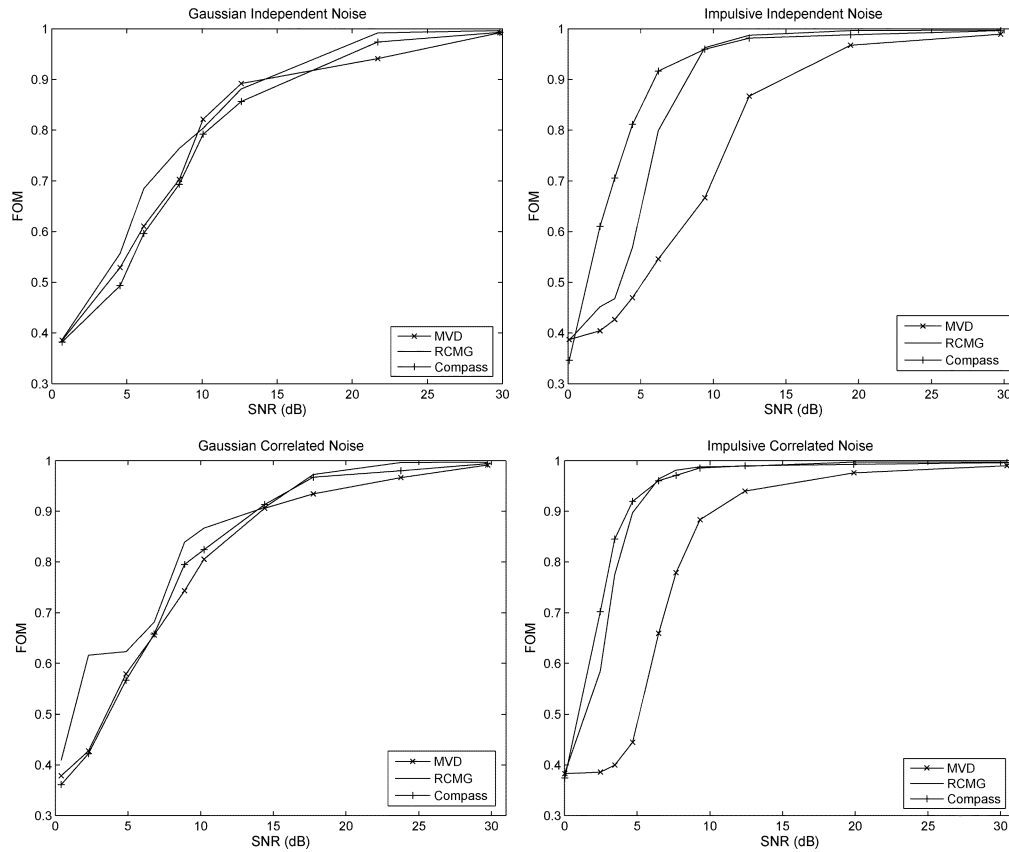 Gaussian Independent Noise
1
0.9
0.8
0.7
0.6
0.5
0.4
0.3
FOM
0
5
10
15
20
25
30
SNR (dB)
MVD
RCMG
Compass
Impulsive Independent Noise
1
0.9
0.8
0.7
0.6
0.5
0.4
0.3
FOM
0
5
10
15
20
25
30
SNR (dB)
MVD
RCMG
Compass
Gaussian Correlated Noise
1
0.9
0.8
0.7
0.6
0.5
0.4
0.3
FOM
0
5
10
15
20
25
30
SNR (dB)
MVD
RCMG
Compass
Impulsive Correlated Noise
1
0.9
0.8
0.7
0.6
0.5
0.4
0.3
FOM
0
5
10
15
20
25
30
SNR (dB)
MVD
RCMG
Compass